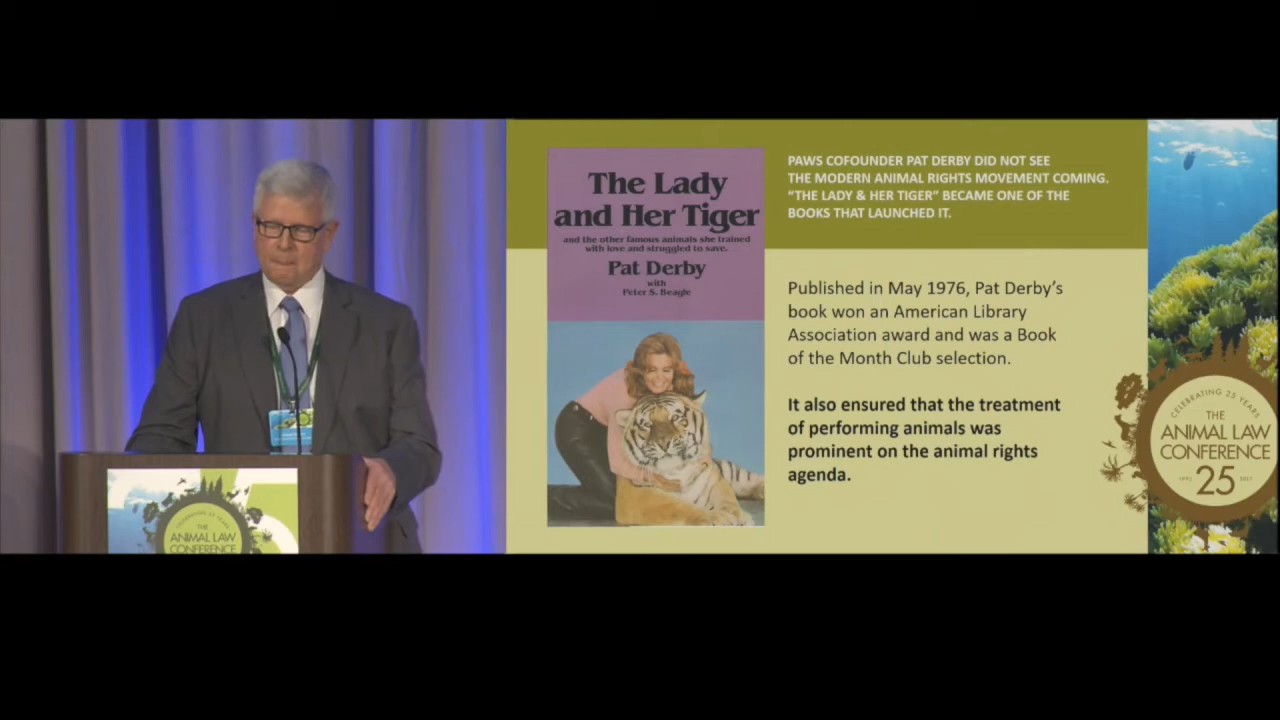 The Lady
and Her Tiger
and the other famous animals she trained
with love and struggled to save.
Pat Derby
with
Peter S. Beagle
PAWS COFOUNDER PAT DERBY DID NOT SEE
THE MODERN ANIMAL RIGHTS MOVEMENT COMING.
“THE LADY & HER TIGER” BECAME ONE OF THE
BOOKS THAT LAUNCHED IT.
Published in May 1976, Pat Derby’s
book won an American Library
Association award and was a Book
of the Month Club selection.
It also ensured that the treatment
of performing animals was
prominent on the animal rights
agenda.
CELEBRATING 25 YEARS
THE
ANIMAL LAW
CONFERENCE
25
CELEBRATING 25 YEARS
THE
ANIMAL LAW
CONFERENCE